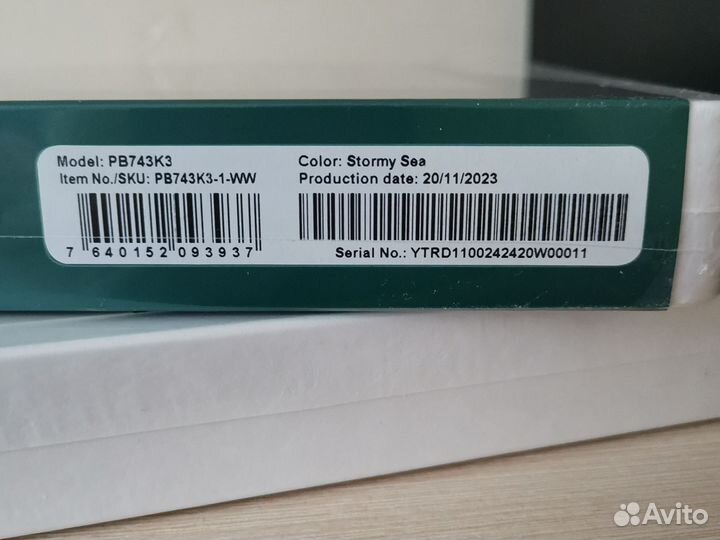 Model: PB743K3
Item No./SKU: PB743K3-1-WW
7 640152 093937
Color: Stormy Sea
Production date: 20/11/2023
Serial No.: YTRD1100242420W00011
Avito